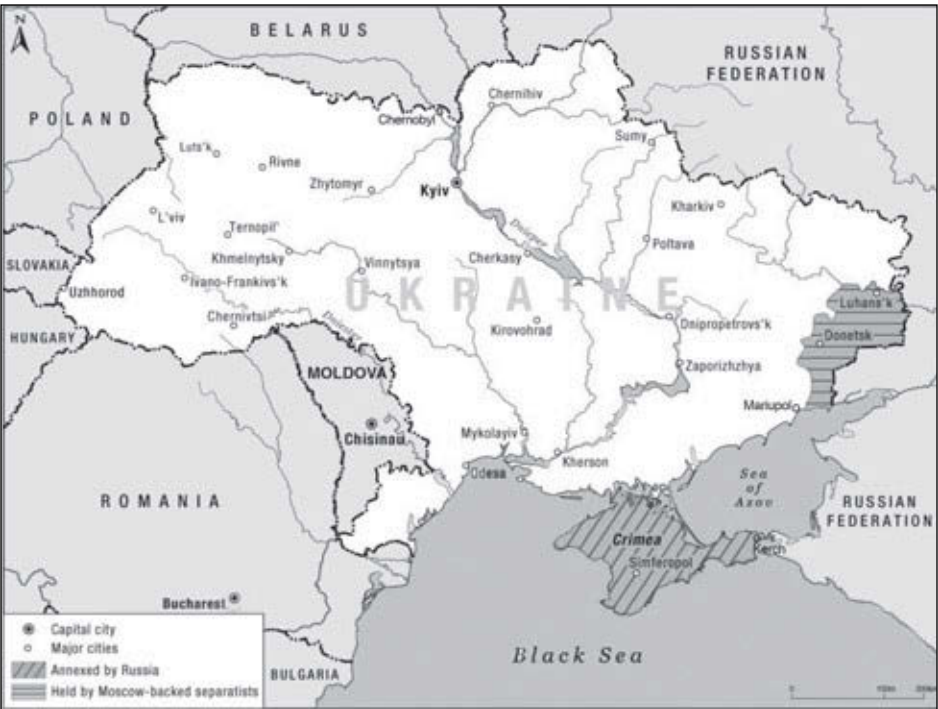 N
BELARUS
RUSSIAN
FEDERATION
POLAND
Chernihiv
Chernobyl
Sumy
Luts'k
Rivne
Zhytomyr
Kyiv
Kharkiv
L'viv
Ternopil'
Dnieper
Poltava
Khmelnytsky
Vinnytsya
Cherkasy
SLOVAKIA
Uzhhorod
Ivano-Frankivs'k
UKRAINE
Luhans'k
Chernivtsi
Kirovohrad
Dnipropetrovs'k
Donetsk
HUNGARY
MOLDOVA
Zaporizhzhya
Mariupol
Chisinau
Mykolayiv
Kherson
Odesa
Sea
of
Azov
ROMANIA
RUSSIAN
FEDERATION
Crimea
Kerch
Simferopol
Bucharest
Black Sea
BULGARIA
Capital city
Major cities
Annexed by Russia
Held by Moscow-backed separatists
0